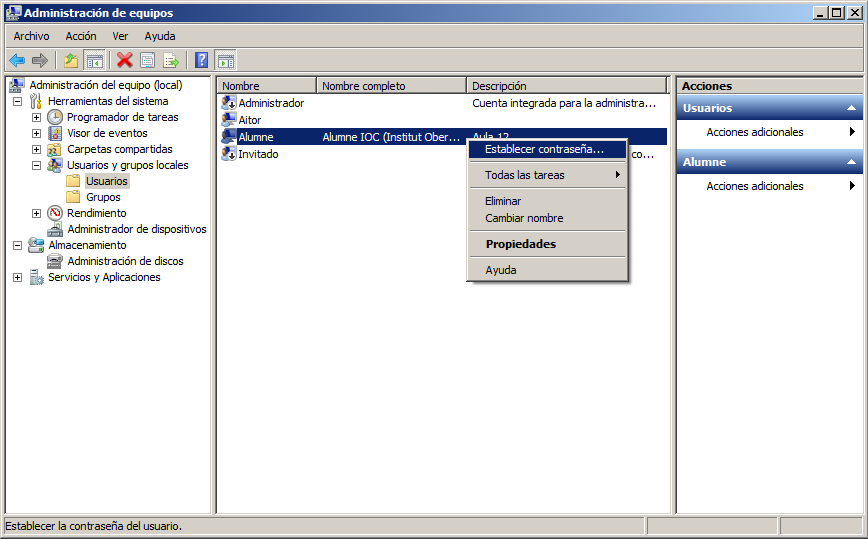 Administración de equipos
Archivo Acción Ver Ayuda
Administración del equipo (local)
Herramientas del sistema
Programador de tareas
Visor de eventos
Carpetas compartidas
Usuarios y grupos locales
Usuarios
Grupos
Rendimiento
Administrador de dispositivos
Almacenamiento
Administración de discos
Servicios y Aplicaciones
Nombre Nombre completo Descripción
Administrador Cuenta integrada para la administra...
Aitor
Alumne Alumne IOC (Institut Ober... Aula 12
Invitado co...
Establecer contraseña...
Todas las tareas
Eliminar
Cambiar nombre
Propiedades
Ayuda
Acciones
Usuarios
Acciones adicionales
Alumne
Acciones adicionales
Establecer la contraseña del usuario.